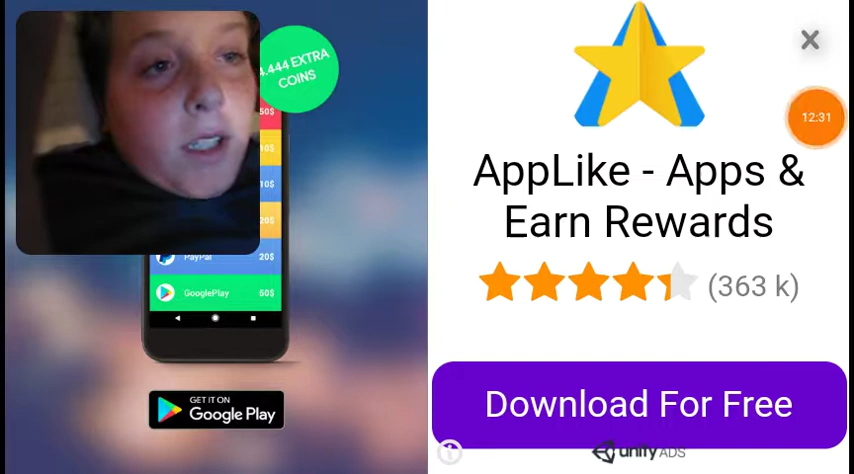 4.444 EXTRA
COINS
50$
10$
10$
20$
PayPal 20$
GooglePlay 50$
GET IT ON
Google Play
12:31
AppLike - Apps &
Earn Rewards
(363 k)
Download For Free
unity ADS